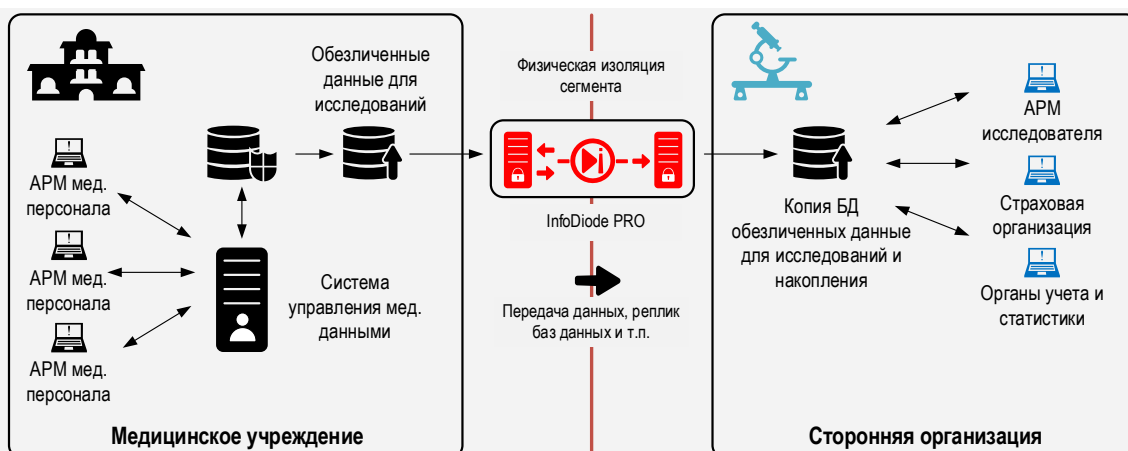 Обезличенные
данные для
исследований
АРМ мед.
персонала
АРМ мед.
персонала
АРМ мед.
персонала
Система
управления мед.
данными
Медицинское учреждение
Физическая изоляция
сегмента
InfoDiode PRO
Передача данных, реплик
баз данных и т.п.
Копия БД
обезличенных данные
для исследований и
накопления
АРМ
исследователя
Страховая
организация
Органы учета и
статистики
Сторонняя организация